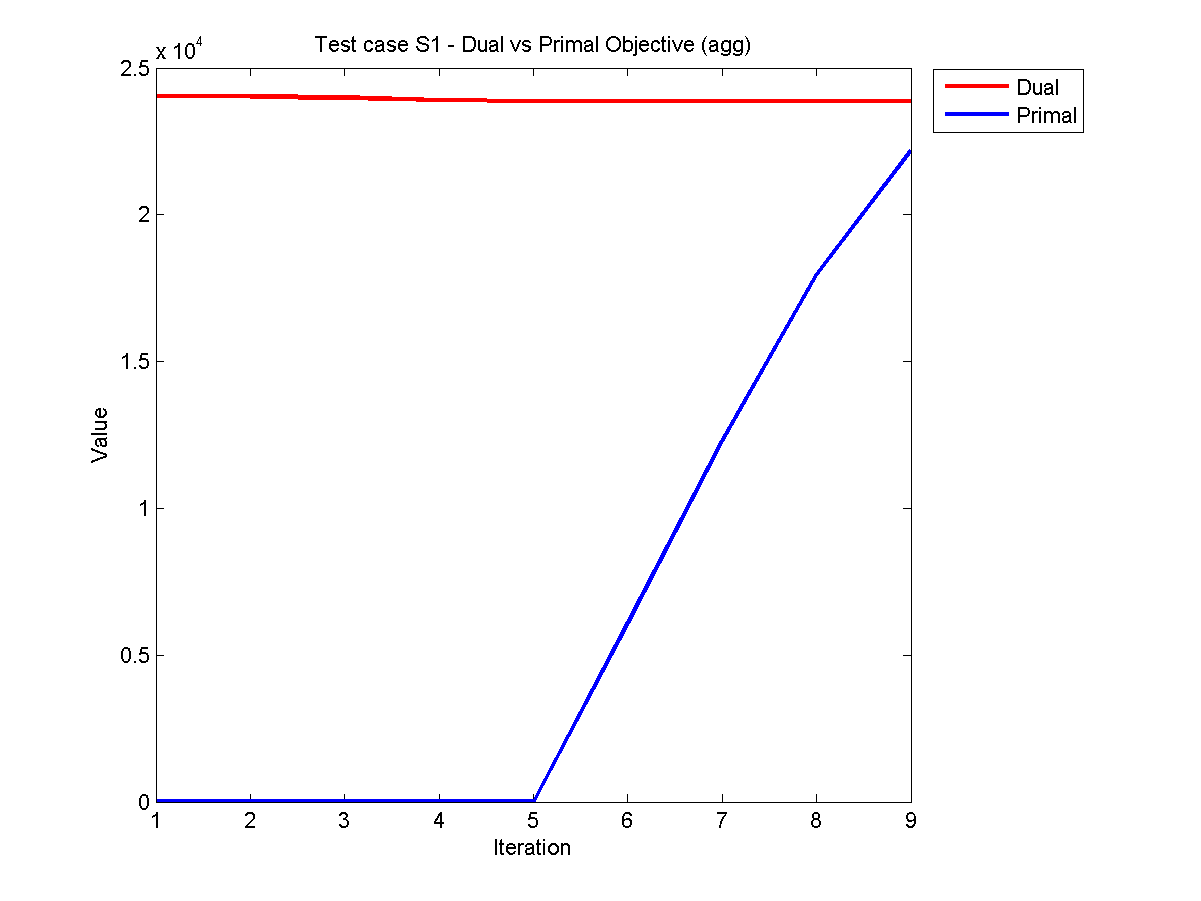 Test case S1 - Dual vs Primal Objective (agg)
x 10^4
2.5
2
1.5
1
0.5
0
Value
1 2 3 4 5 6 7 8 9
Iteration
Dual
Primal